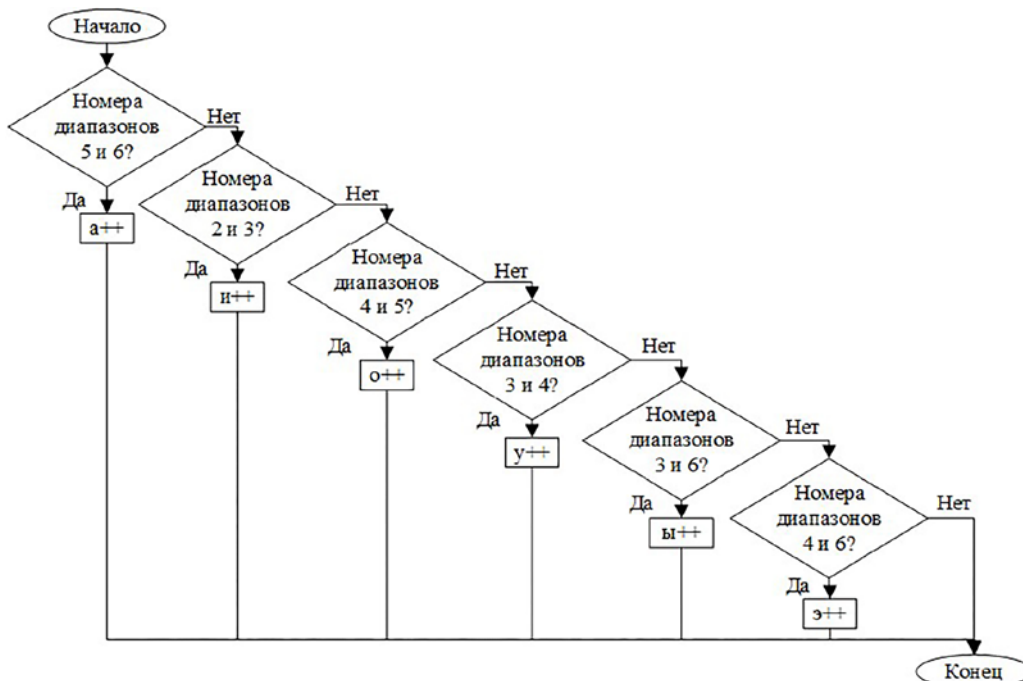 Начало
Номера
диапазонов
5 и 6?
Нет
Да
а++
Номера
диапазонов
2 и 3?
Нет
Да
и++
Номера
диапазонов
4 и 5?
Нет
Да
о++
Номера
диапазонов
3 и 4?
Нет
Да
у++
Номера
диапазонов
3 и 6?
Нет
Да
ы++
Номера
диапазонов
4 и 6?
Нет
Да
э++
Конец